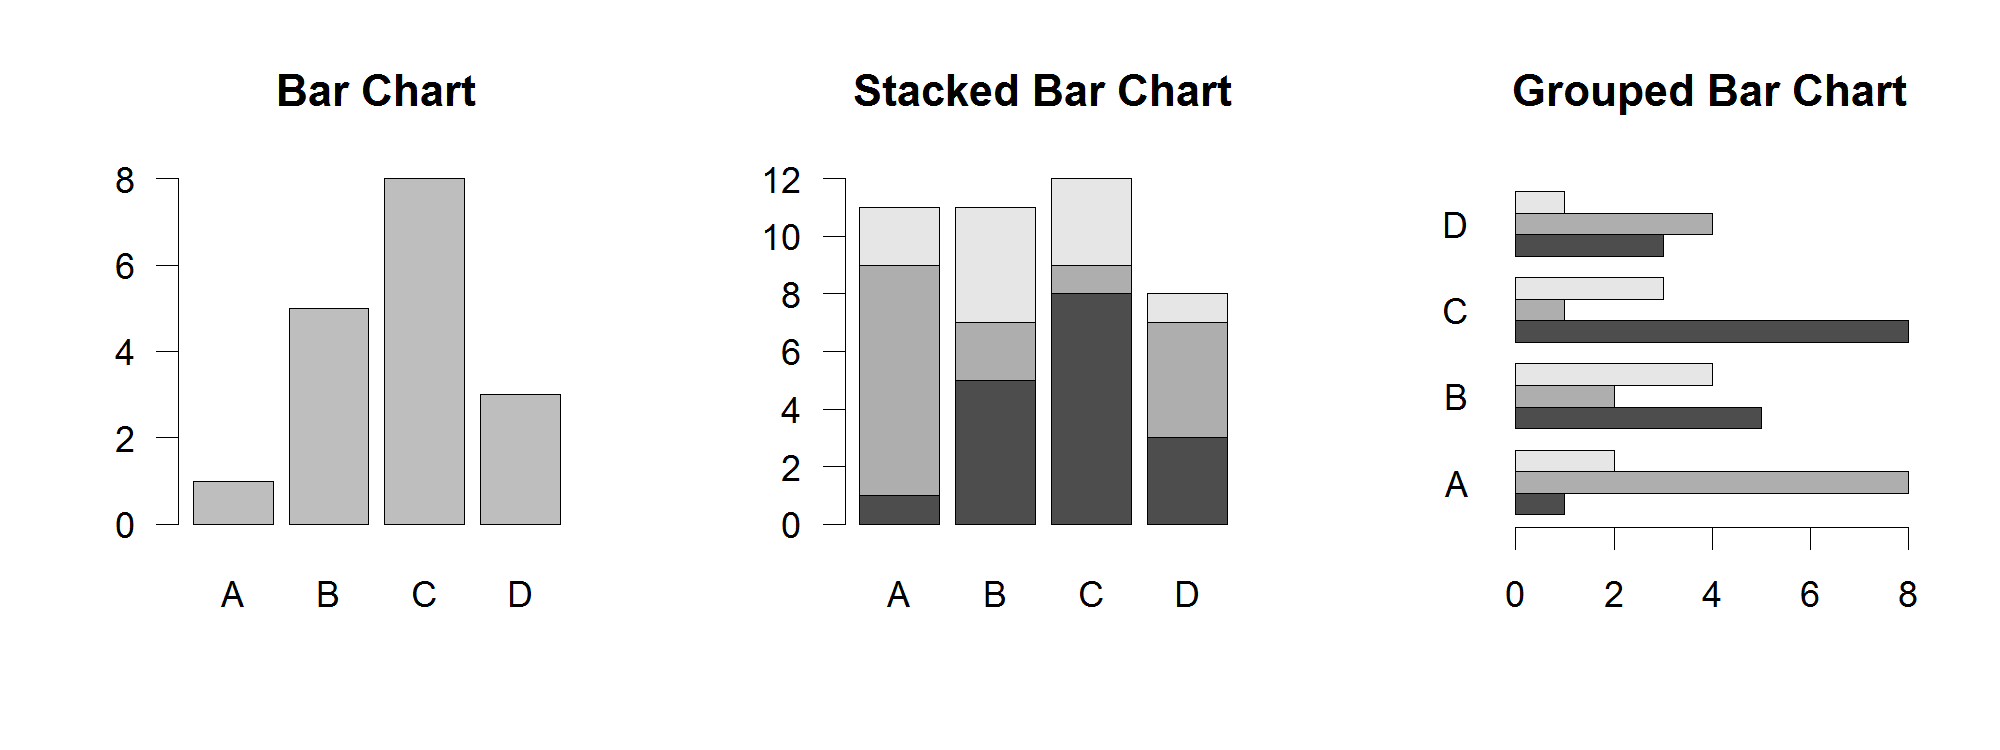 Bar Chart
8
6
4
2
0
A B C D
Stacked Bar Chart
12
10
8
6
4
2
0
A B C D
Grouped Bar Chart
D
C
B
A
0 2 4 6 8